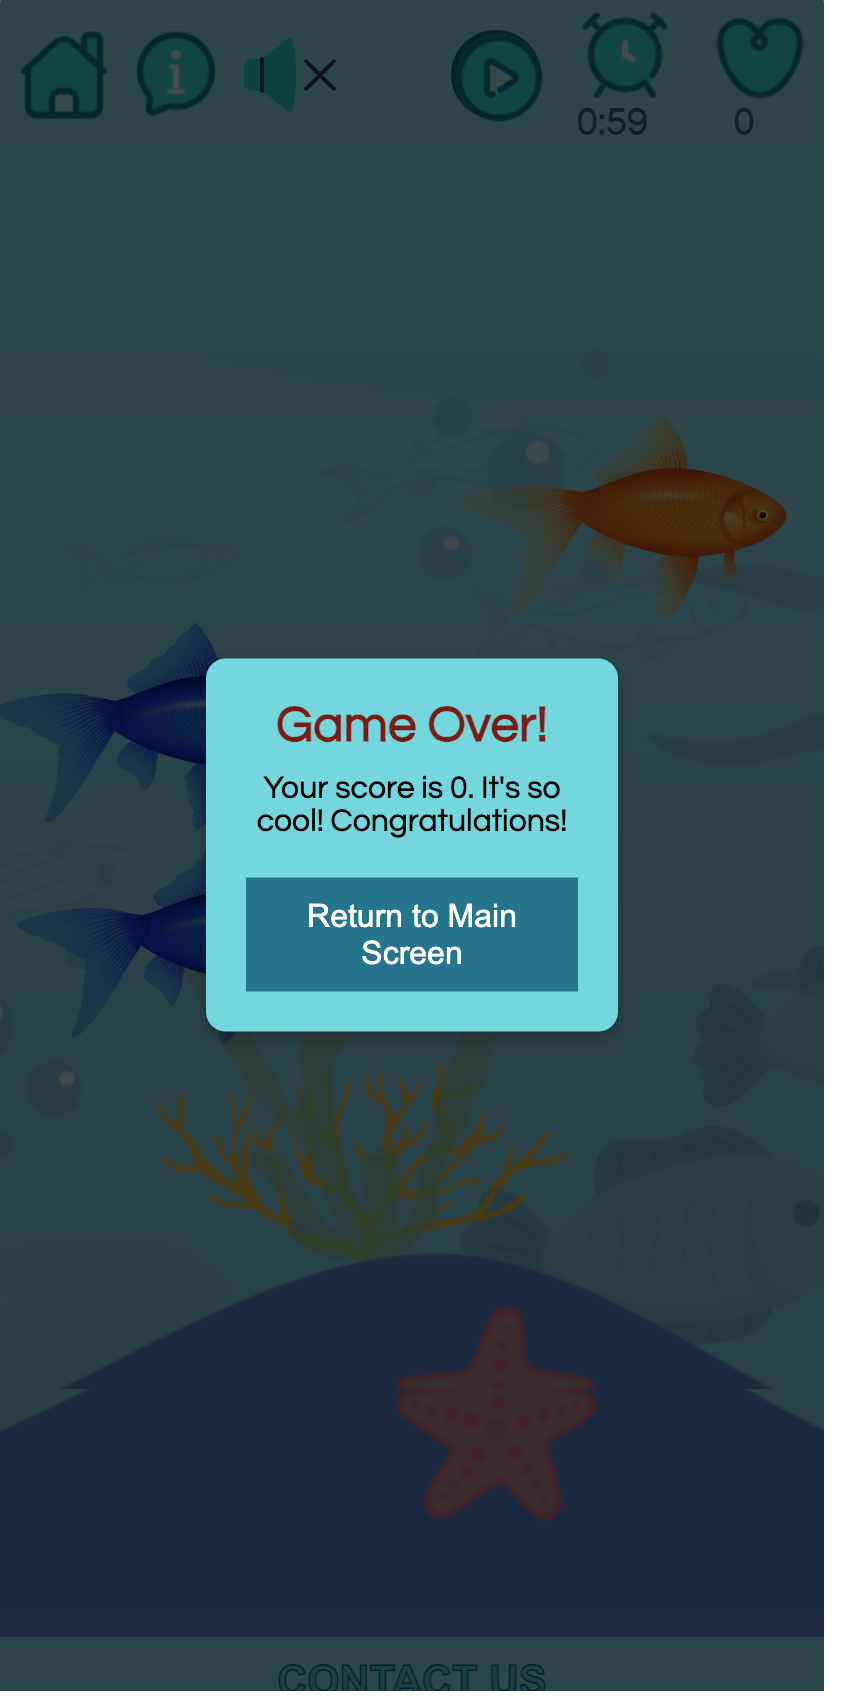 0:59
0
Game Over!
Your score is 0. It's so
cool! Congratulations!
Return to Main
Screen
CONTACT US